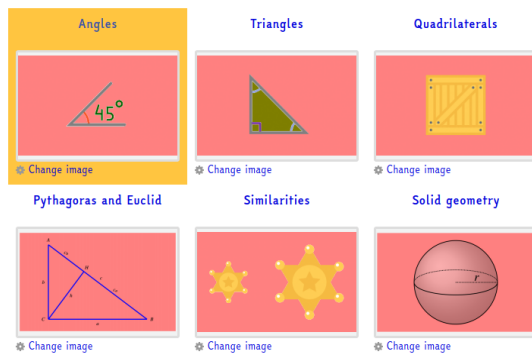 Angles
Triangles
Quadrilaterals
45°
Change image
Change image
Change image
Pythagoras and Euclid
Similarities
Solid geometry
H
C
a
B
r
Change image
Change image
Change image